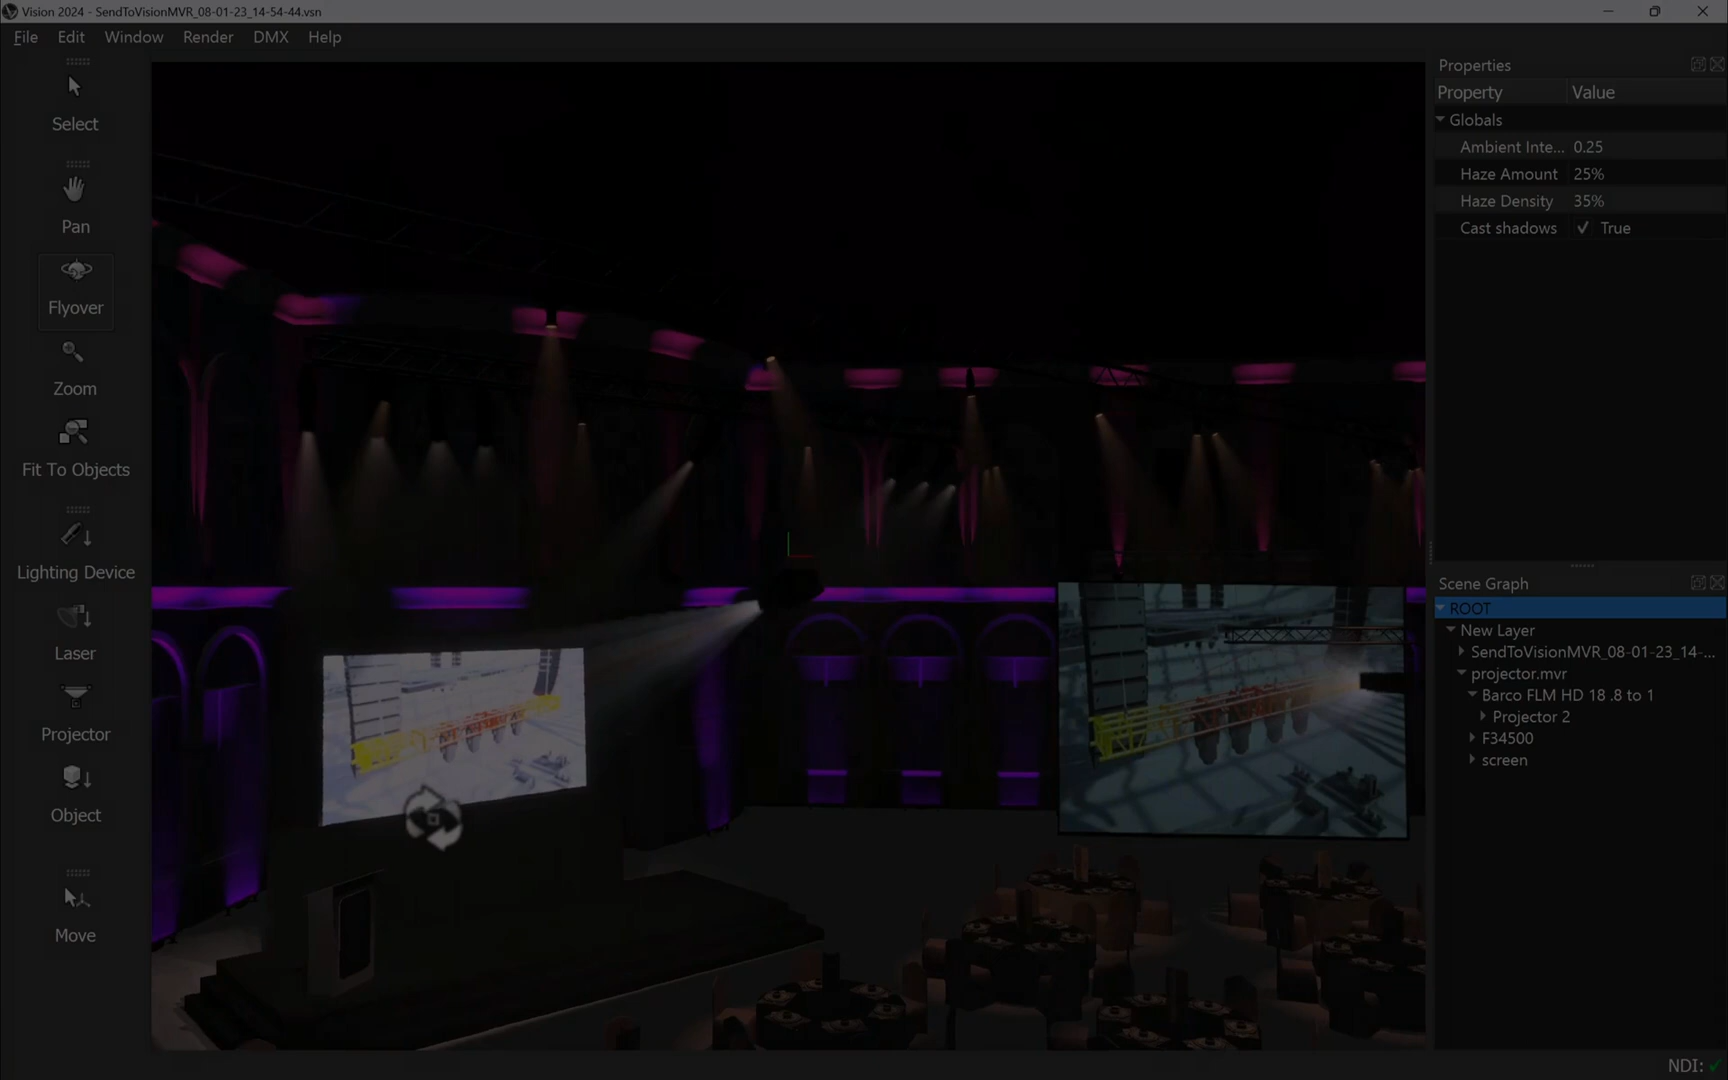 Vision 2024 - SendToVisionMVR_08-01-23_14-54-44.vsn
File Edit Window Render DMX Help
Select
Pan
Flyover
Zoom
Fit To Objects
Lighting Device
Laser
Projector
Object
Move
Properties
Property Value
Globals
Ambient Inte... 0.25
Haze Amount 25%
Haze Density 35%
Cast shadows True
Scene Graph
ROOT
New Layer
SendToVisionMVR_08-01-23_14-...
projector.mvr
Barco FLM HD 18 .8 to 1
Projector 2
F34500
screen
NDI: